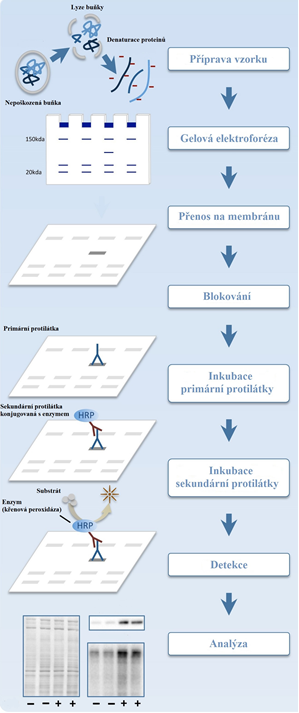 Lyze buňky
Denaturace proteinů
Nepoškozená buňka
Příprava vzorku
150kda
20kda
Gelová elektroforéza
Přenos na membránu
Blokování
Primární protilátka
Inkubace
primární protilátky
Sekundární protilátka
konjugovaná s enzymem
HRP
Inkubace
sekundární protilátky
Substrát
Enzym
(křenová peroxidáza)
HRP
Detekce
Analýza
− − + + − − + +